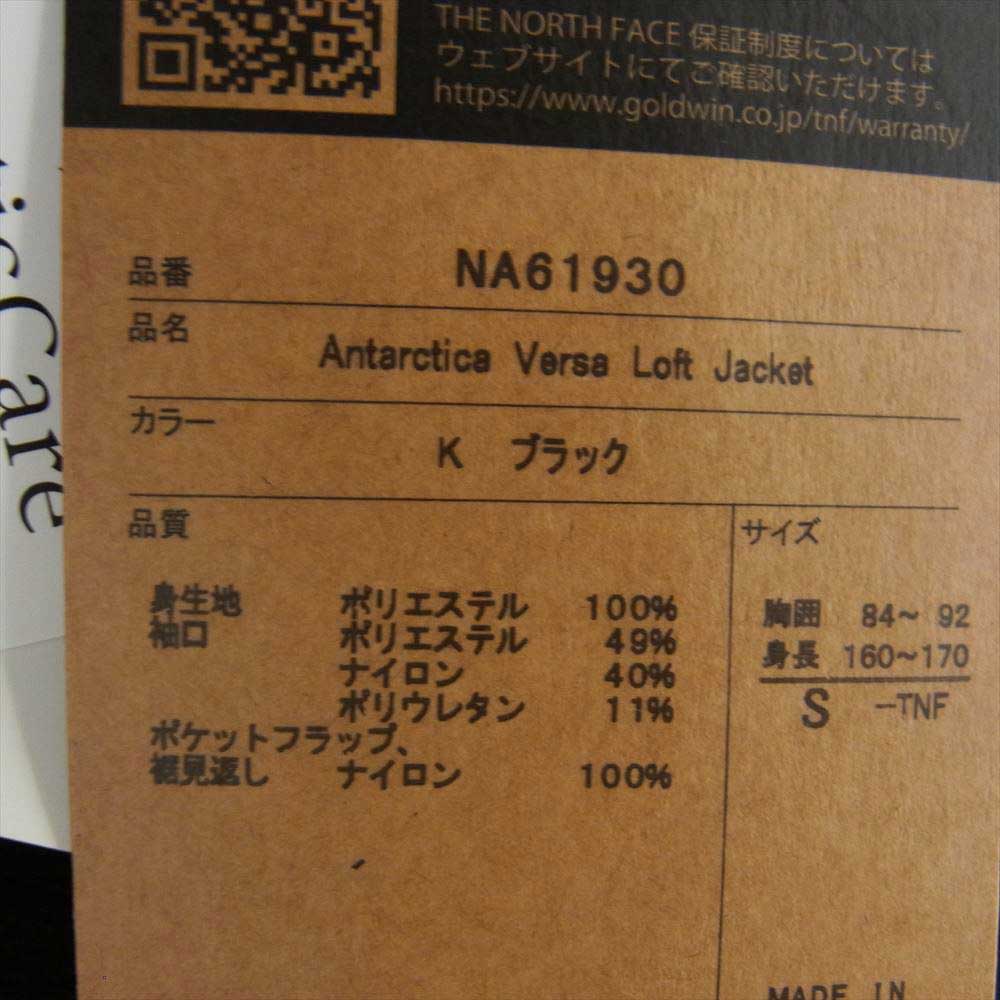 THE NORTH FACE 保証制度については
ウェブサイトにてご確認いただけます。
https://www.goldwin.co.jp/tnf/warranty/
品番 NA61930
品名 Antarctica Versa Loft Jacket
カラー K ブラック
品質
身生地 ポリエステル 100%
袖口 ポリエステル 49%
ナイロン 40%
ポリウレタン 11%
ポケットフラップ、
裾見返し ナイロン 100%
サイズ
胸囲 84~ 92
身長 160~170
S -TNF
MADE IN
Care